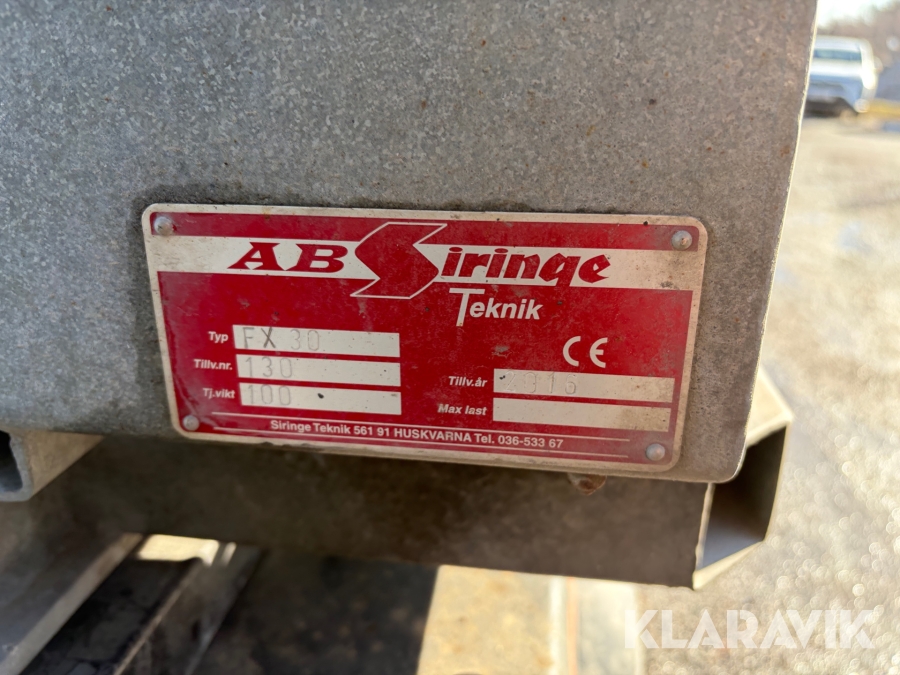 AB Siringe
Teknik
Typ FX 30
Tillv.nr. 130
Tj.vikt 100
CE
Tillv.år 2016
Max last
Siringe Teknik 561 91 HUSKVARNA Tel. 036-533 67
KLARAVIK